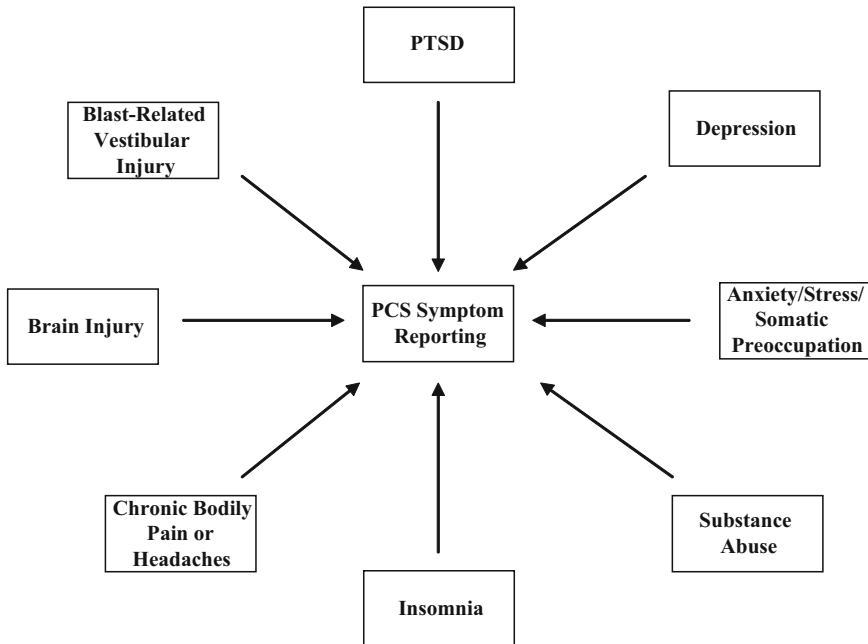 PTSD
Blast-Related
Vestibular
Injury
Depression
Brain Injury
PCS Symptom
Reporting
Anxiety/Stress/
Somatic
Preoccupation
Chronic Bodily
Pain or
Headaches
Substance
Abuse
Insomnia